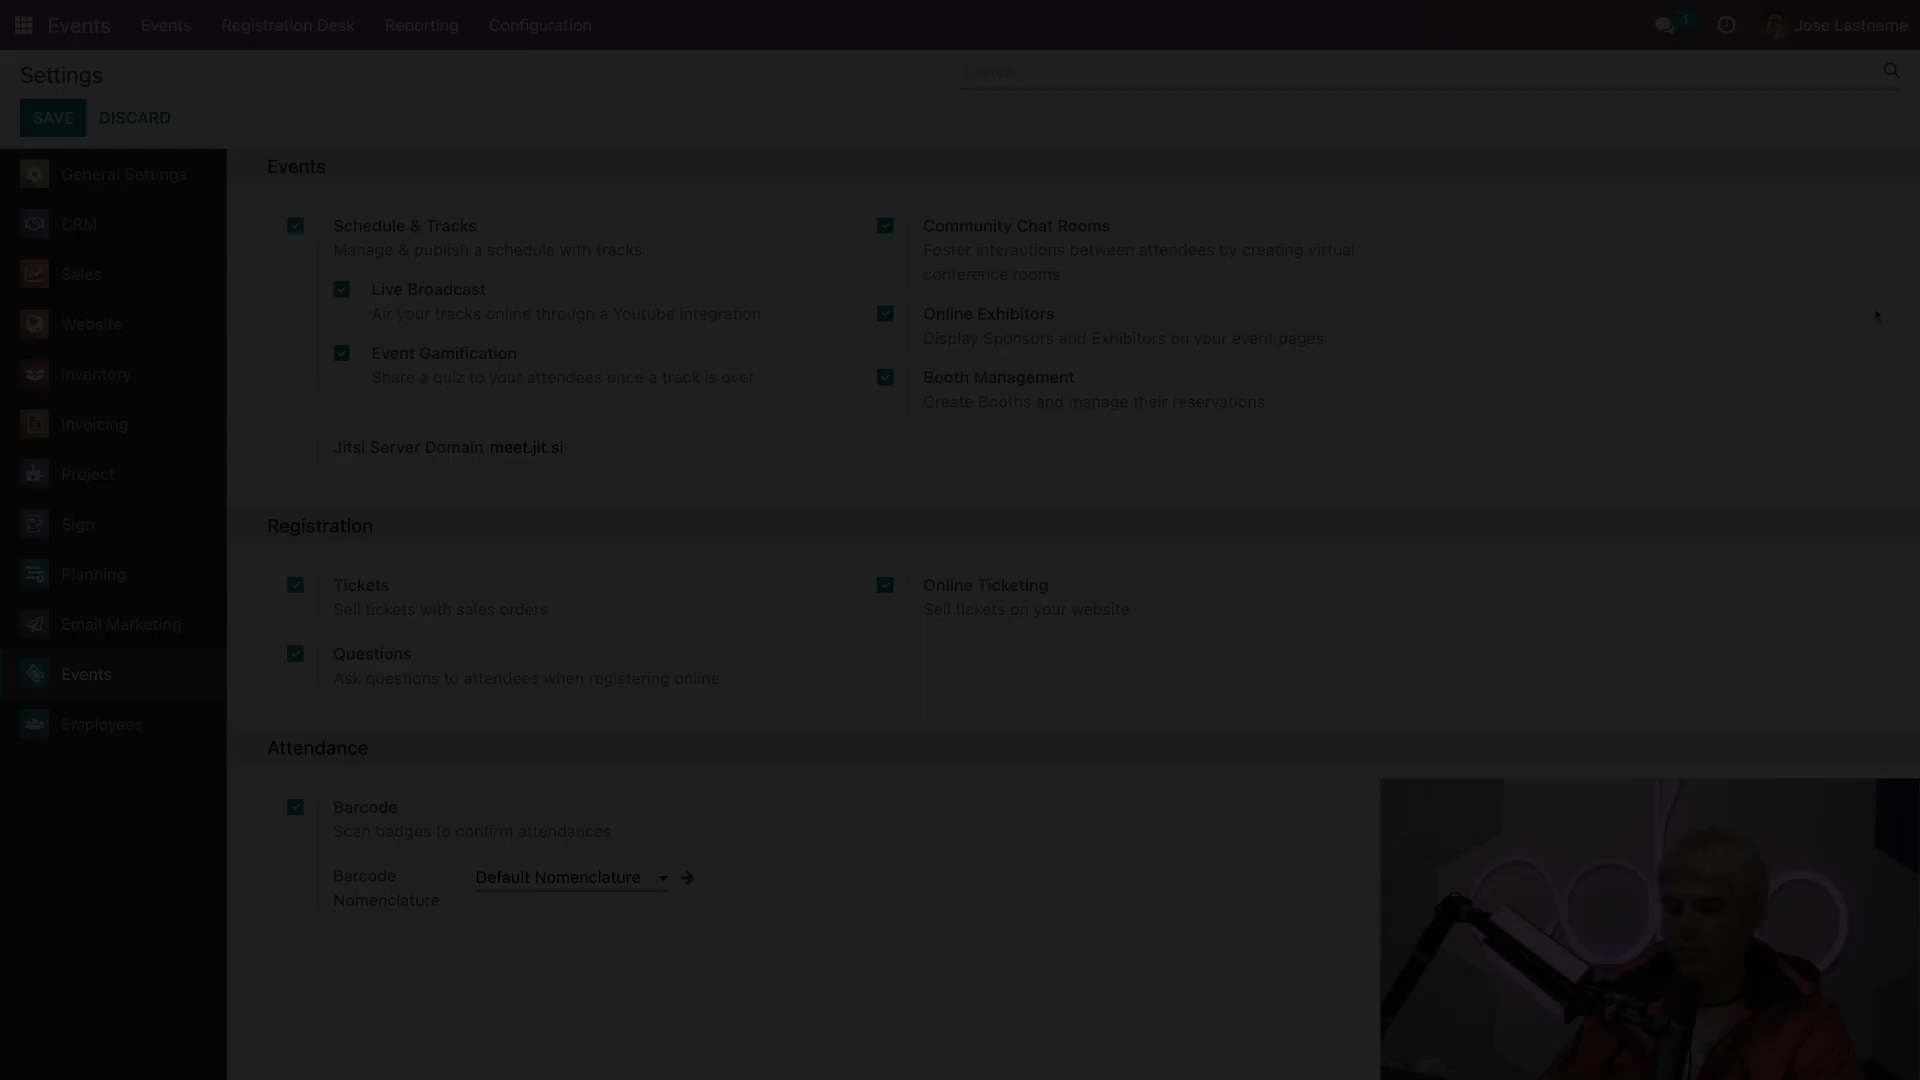 Events
Events
Registration Desk
Reporting
Configuration
1
Jose Lastname
Settings
Search...
SAVE
DISCARD
General Settings
CRM
Sales
Website
Inventory
Invoicing
Project
Sign
Planning
Email Marketing
Events
Employees
Events
Schedule & Tracks
Manage & publish a schedule with tracks
Live Broadcast
Air your tracks online through a Youtube integration
Event Gamification
Share a quiz to your attendees once a track is over
Jitsi Server Domain meet.jit.si
Community Chat Rooms
Foster interactions between attendees by creating virtual
conference rooms
Online Exhibitors
Display Sponsors and Exhibitors on your event pages
Booth Management
Create Booths and manage their reservations
Registration
Tickets
Sell tickets with sales orders
Online Ticketing
Sell tickets on your website
Questions
Ask questions to attendees when registering online
Attendance
Barcode
Scan badges to confirm attendances
Barcode
Nomenclature
Default Nomenclature